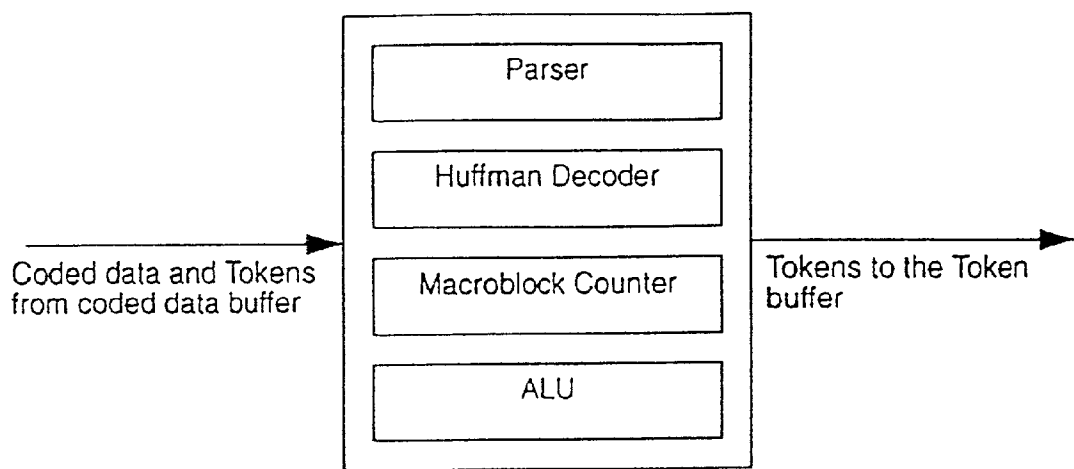 Parser
Huffman Decoder
Macroblock Counter
ALU
Coded data and Tokens
from coded data buffer
Tokens to the Token
buffer